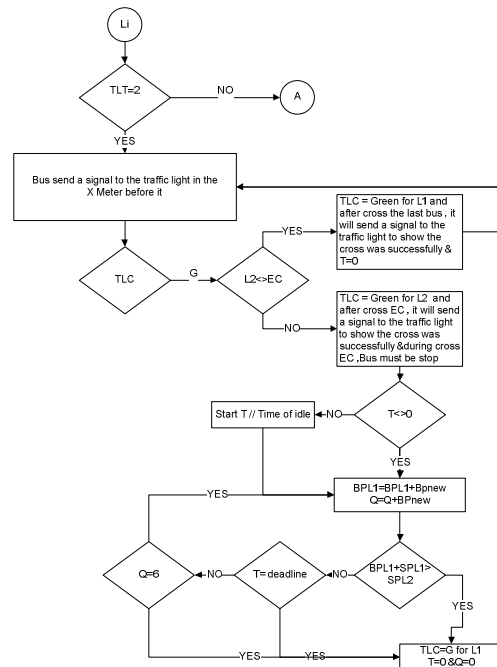 Li
TLT=2
NO
A
YES
Bus send a signal to the traffic light in the
X Meter before it
TLC = Green for L1 and
after cross the last bus , it
will send a signal to the
traffic light to show the
cross was successfully &
T=0
YES
TLC
G
L2<>EC
NO
TLC = Green for L2 and
after cross EC , it will send
a signal to the traffic light
to show the cross was
successfully &during cross
EC ,Bus must be stop
T<>0
NO
Start T // Time of idle
YES
BPL1=BPL1+Bpnew
Q=Q+BPnew
YES
BPL1+SPL1>
SPL2
NO
T= deadline
NO
Q=6
YES
YES
YES
TLC=G for L1
T=0 &Q=0